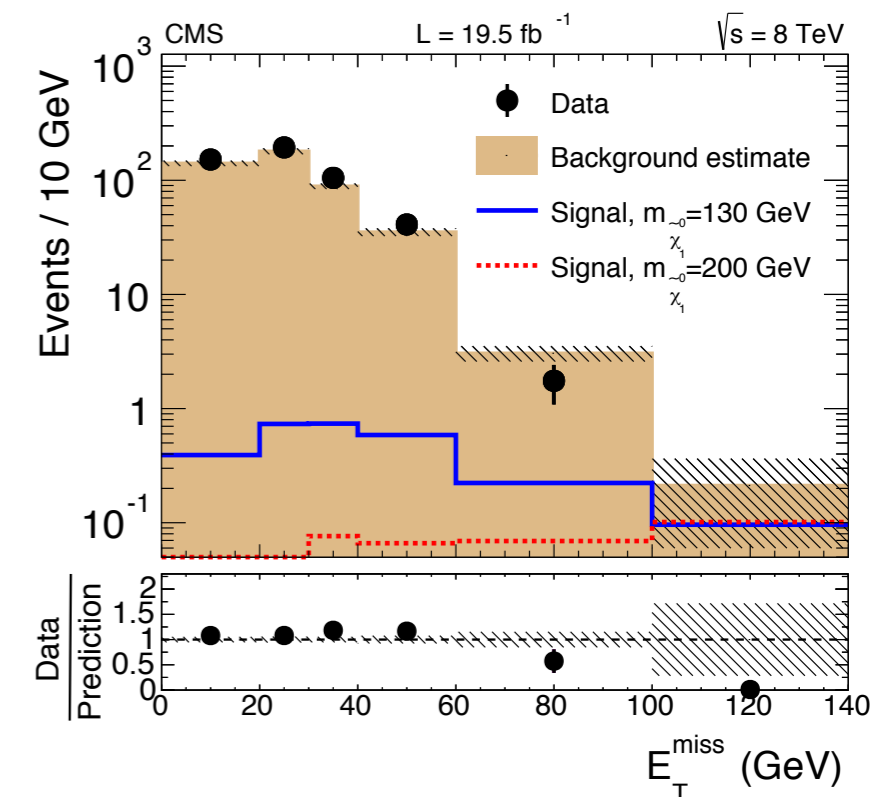 CMS L = 19.5 fb⁻¹ √s = 8 TeV
Events / 10 GeV
10³
10²
10
1
10⁻¹
Data
Background estimate
Signal, m_χ̃⁰₁=130 GeV
Signal, m_χ̃⁰₁=200 GeV
Data
Prediction
2
1.5
1
0.5
0
0 20 40 60 80 100 120 140
E_T^miss (GeV)